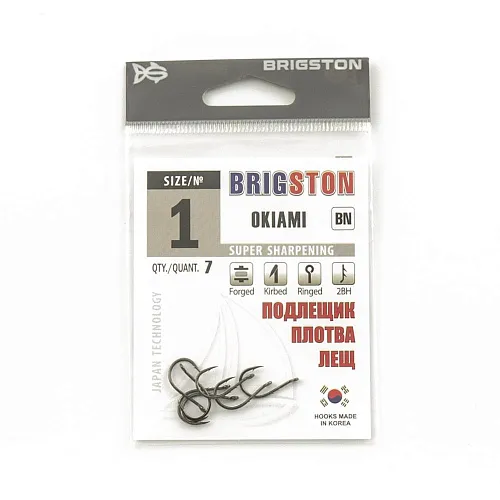 BRIGSTON
SIZE/№
1
BRIGSTON
OKIAMI BN
SUPER SHARPENING
QTY./QUANT. 7
Forged Kirbed Ringed 2BH
JAPAN TECHNOLOGY
ПОДЛЕЩИК
ПЛОТВА
ЛЕЩ
HOOKS MADE
IN KOREA